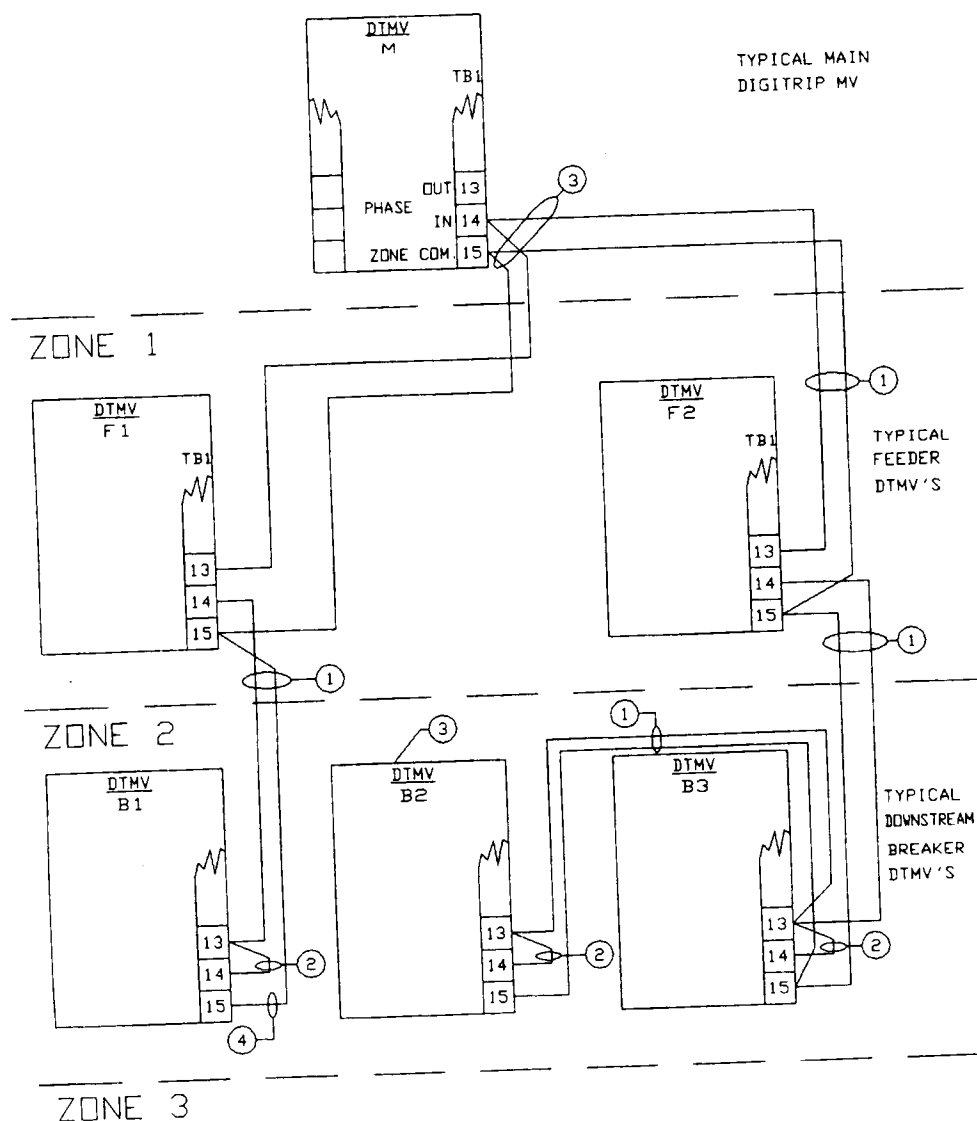 DTMV
M
TYPICAL MAIN
DIGITRIP MV
TB1
OUT 13
PHASE
IN 14
ZONE COM. 15
3
ZONE 1
1
DTMV
F1
TB1
13
14
15
DTMV
F2
TB1
13
14
15
TYPICAL
FEEDER
DTMV'S
1
1
ZONE 2
1
3
DTMV
B1
13
14
15
2
4
DTMV
B2
13
14
15
2
DTMV
B3
13
14
15
2
TYPICAL
DOWNSTREAM
BREAKER
DTMV'S
ZONE 3